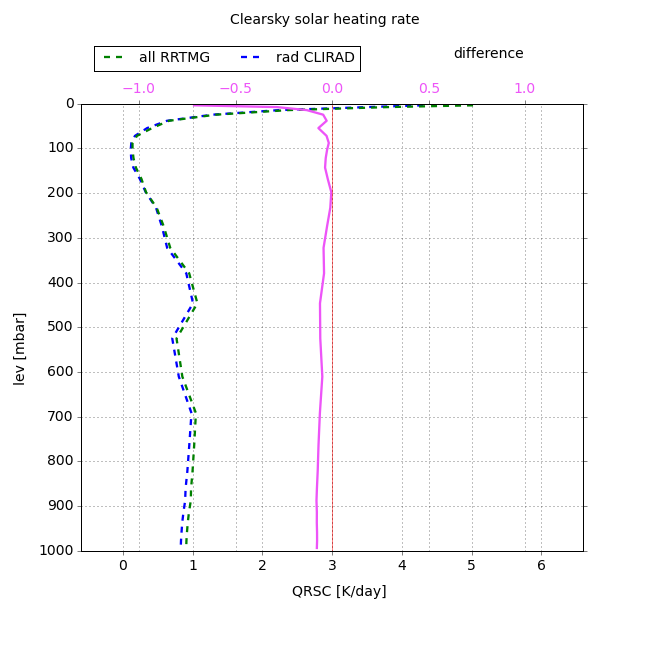 Clearsky solar heating rate
all RRTMG rad CLIRAD difference
−1.0 −0.5 0.0 0.5 1.0
0
100
200
300
400
500
600
700
800
900
1000
lev [mbar]
0 1 2 3 4 5 6
QRSC [K/day]